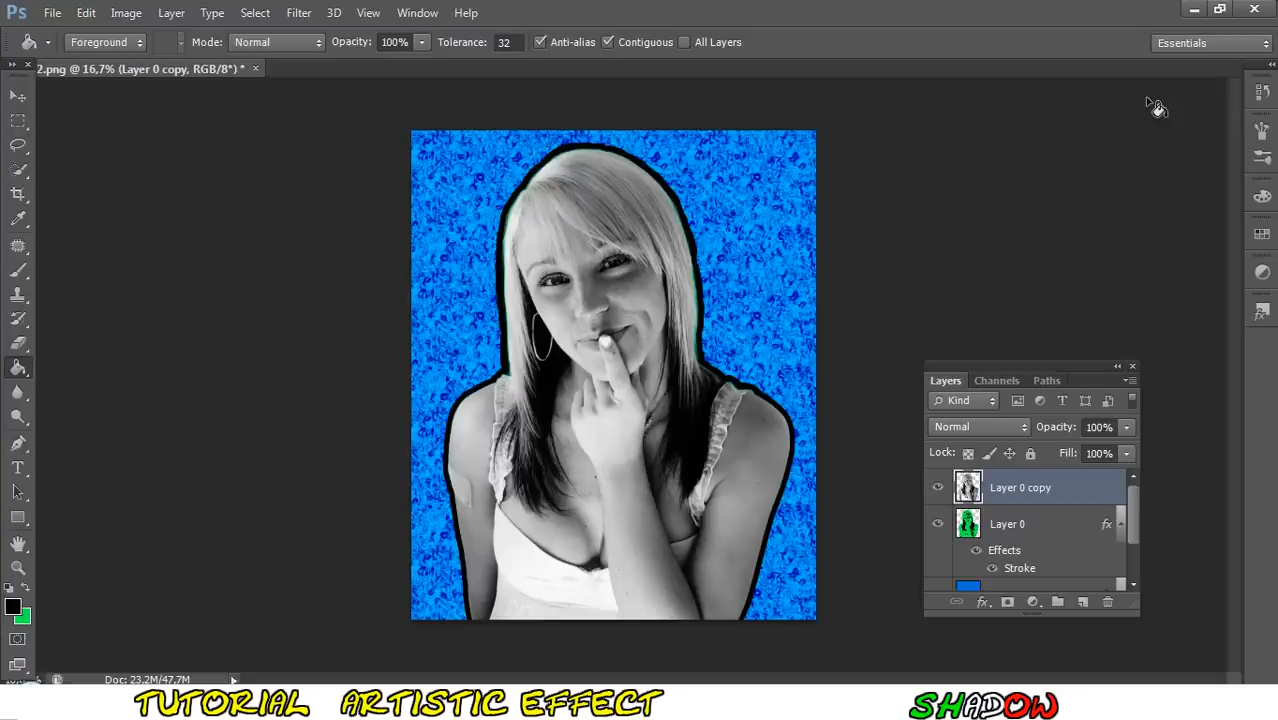 Ps File Edit Image Layer Type Select Filter 3D View Window Help
Foreground Mode: Normal Opacity: 100% Tolerance: 32 Anti-alias Contiguous All Layers Essentials
2.png @ 16,7% (Layer 0 copy, RGB/8*) * ×
Layers Channels Paths
Kind
Normal Opacity: 100%
Lock: Fill: 100%
Layer 0 copy
Layer 0 fx
Effects
Stroke
Doc: 23,2M/47,7M
TUTORIAL ARTISTIC EFFECT SHADOW